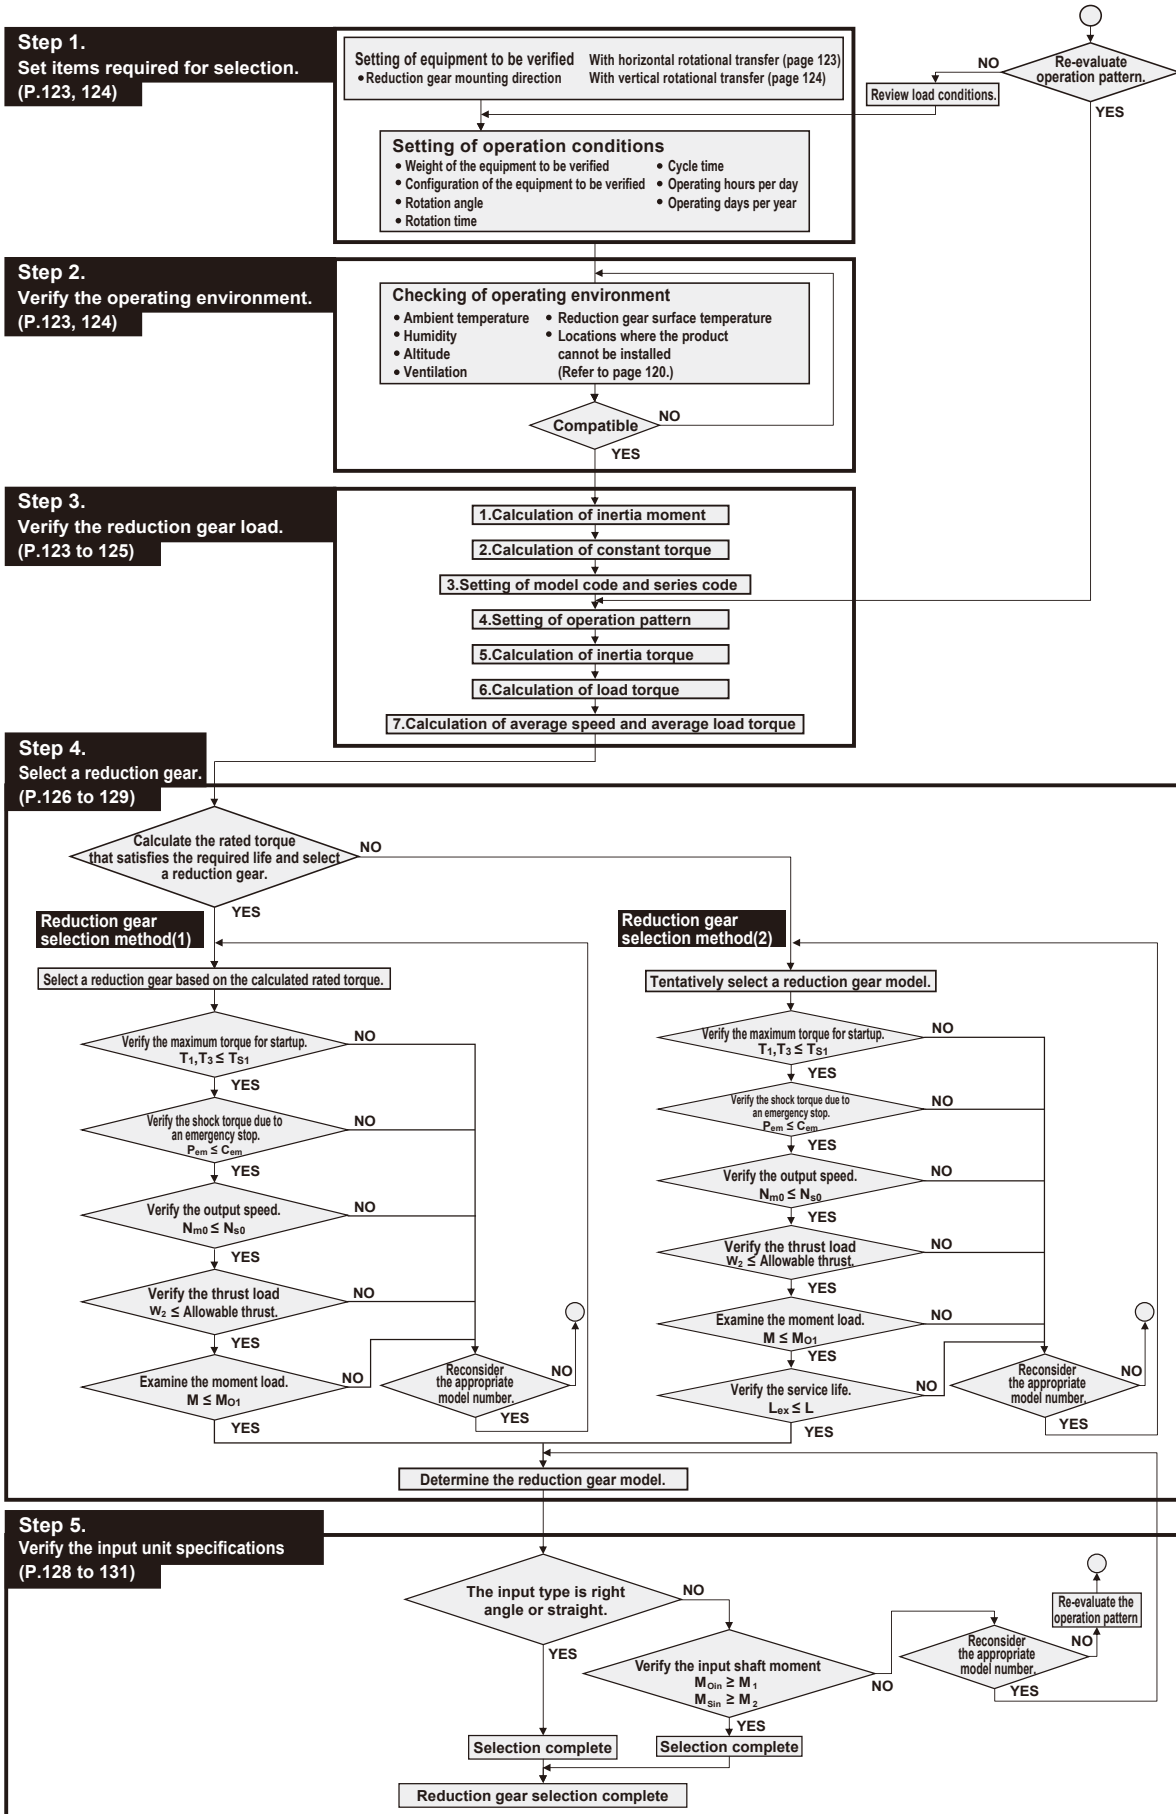 Step 1.
Set items required for selection.
(P.123, 124)
Setting of equipment to be verified
• Reduction gear mounting direction
With horizontal rotational transfer (page 123)
With vertical rotational transfer (page 124)
Re-evaluate
operation pattern.
NO
YES
Review load conditions.
Setting of operation conditions
• Weight of the equipment to be verified
• Configuration of the equipment to be verified
• Rotation angle
• Rotation time
• Cycle time
• Operating hours per day
• Operating days per year
Step 2.
Verify the operating environment.
(P.123, 124)
Checking of operating environment
• Ambient temperature
• Humidity
• Altitude
• Ventilation
• Reduction gear surface temperature
• Locations where the product
cannot be installed
(Refer to page 120.)
Compatible
NO
YES
Step 3.
Verify the reduction gear load.
(P.123 to 125)
1.Calculation of inertia moment
2.Calculation of constant torque
3.Setting of model code and series code
4.Setting of operation pattern
5.Calculation of inertia torque
6.Calculation of load torque
7.Calculation of average speed and average load torque
Step 4.
Select a reduction gear.
(P.126 to 129)
Calculate the rated torque
that satisfies the required life and select
a reduction gear.
NO
YES
Reduction gear
selection method(1)
Select a reduction gear based on the calculated rated torque.
Verify the maximum torque for startup.
T1,T3 ≤ TS1
NO
YES
Verify the shock torque due to
an emergency stop.
Pem ≤ Cem
NO
YES
Verify the output speed.
Nm0 ≤ Ns0
NO
YES
Verify the thrust load
W2 ≤ Allowable thrust.
NO
YES
Examine the moment load.
M ≤ MO1
NO
YES
Reconsider
the appropriate
model number.
NO
YES
Reduction gear
selection method(2)
Tentatively select a reduction gear model.
Verify the maximum torque for startup.
T1,T3 ≤ TS1
NO
YES
Verify the shock torque due to
an emergency stop.
Pem ≤ Cem
NO
YES
Verify the output speed.
Nm0 ≤ Ns0
NO
YES
Verify the thrust load
W2 ≤ Allowable thrust.
NO
YES
Examine the moment load.
M ≤ MO1
NO
YES
Verify the service life.
Lex ≤ L
NO
YES
Reconsider
the appropriate
model number.
NO
YES
Determine the reduction gear model.
Step 5.
Verify the input unit specifications
(P.128 to 131)
The input type is right
angle or straight.
NO
YES
Verify the input shaft moment
MOin ≥ M1
MSin ≥ M2
NO
YES
Reconsider
the appropriate
model number.
NO
YES
Re-evaluate the
operation pattern
Selection complete
Selection complete
Reduction gear selection complete